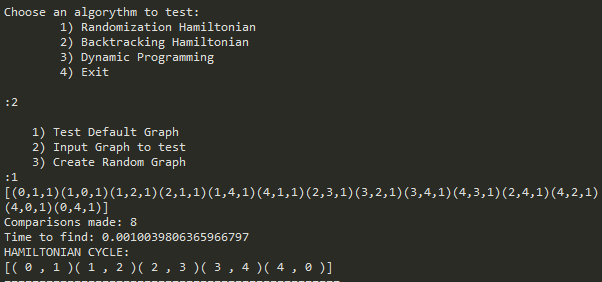 Choose an algorythm to test:
1) Randomization Hamiltonian
2) Backtracking Hamiltonian
3) Dynamic Programming
4) Exit
:2
1) Test Default Graph
2) Input Graph to test
3) Create Random Graph
:1
[(0,1,1)(1,0,1)(1,2,1)(2,1,1)(1,4,1)(4,1,1)(2,3,1)(3,2,1)(3,4,1)(4,3,1)(2,4,1)(4,2,1)
(4,0,1)(0,4,1)]
Comparisons made: 8
Time to find: 0.0010039806365966797
HAMILTONIAN CYCLE:
[( 0 , 1 )( 1 , 2 )( 2 , 3 )( 3 , 4 )( 4 , 0 )]